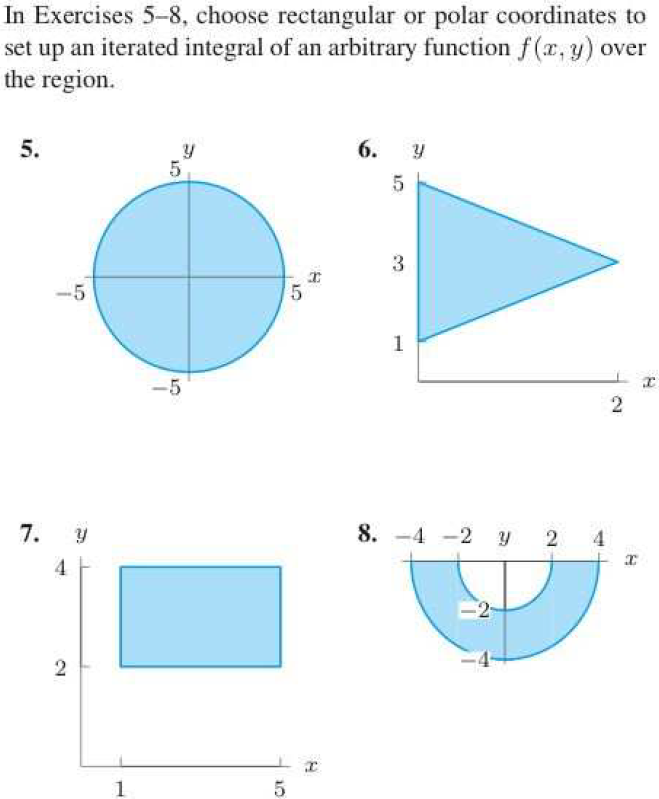 In Exercises 5–8, choose rectangular or polar coordinates to
set up an iterated integral of an arbitrary function f(x, y) over
the region.
5.
y
5
x
−5
5
−5
6.
y
5
3
1
x
2
7.
y
4
2
x
1
5
8.
−4 −2 y 2 4
x
−2
−4